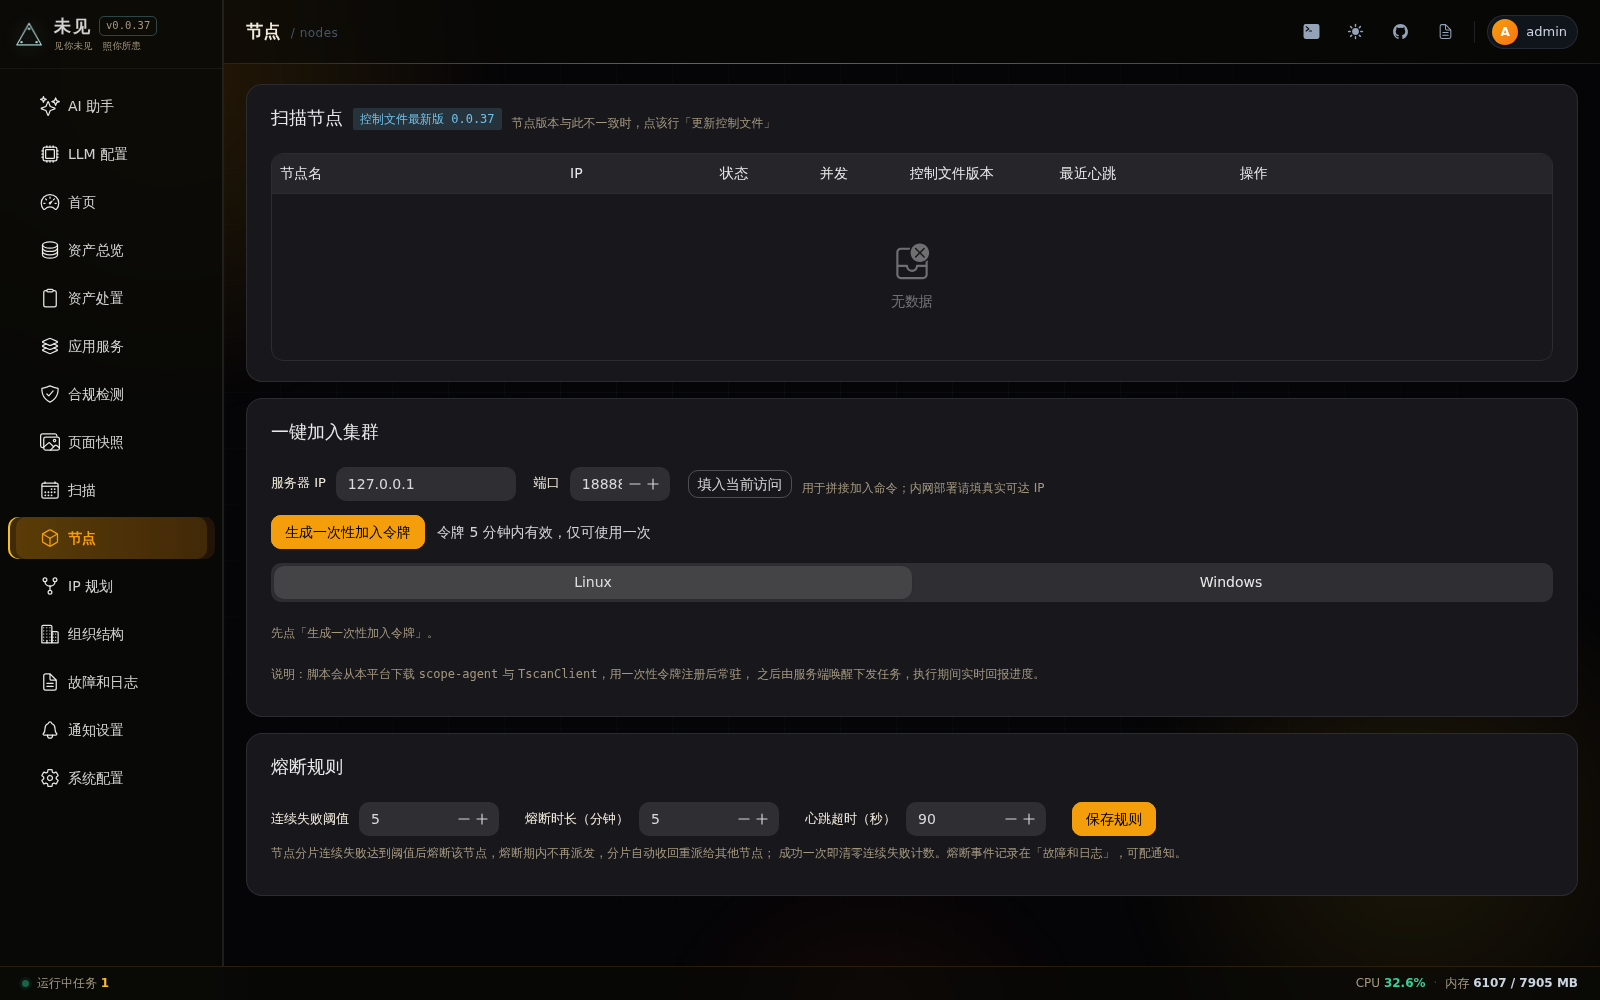 未见 v0.0.37
见你未见 照你所患
节点 / nodes
A admin
AI 助手
LLM 配置
首页
资产总览
资产处置
应用服务
合规检测
页面快照
扫描
节点
IP 规划
组织结构
故障和日志
通知设置
系统配置
扫描节点 控制文件最新版 0.0.37 节点版本与此不一致时，点该行「更新控制文件」
节点名 IP 状态 并发 控制文件版本 最近心跳 操作
无数据
一键加入集群
服务器 IP 127.0.0.1 端口 18888 填入当前访问 用于拼接加入命令；内网部署请填真实可达 IP
生成一次性加入令牌 令牌 5 分钟内有效，仅可使用一次
Linux Windows
先点「生成一次性加入令牌」。
说明：脚本会从本平台下载 scope-agent 与 TscanClient，用一次性令牌注册后常驻， 之后由服务端唤醒下发任务，执行期间实时回报进度。
熔断规则
连续失败阈值 5 熔断时长（分钟） 5 心跳超时（秒） 90 保存规则
节点分片连续失败达到阈值后熔断该节点，熔断期内不再派发，分片自动收回重派给其他节点； 成功一次即清零连续失败计数。熔断事件记录在「故障和日志」，可配通知。
运行中任务 1
CPU 32.6% · 内存 6107 / 7905 MB